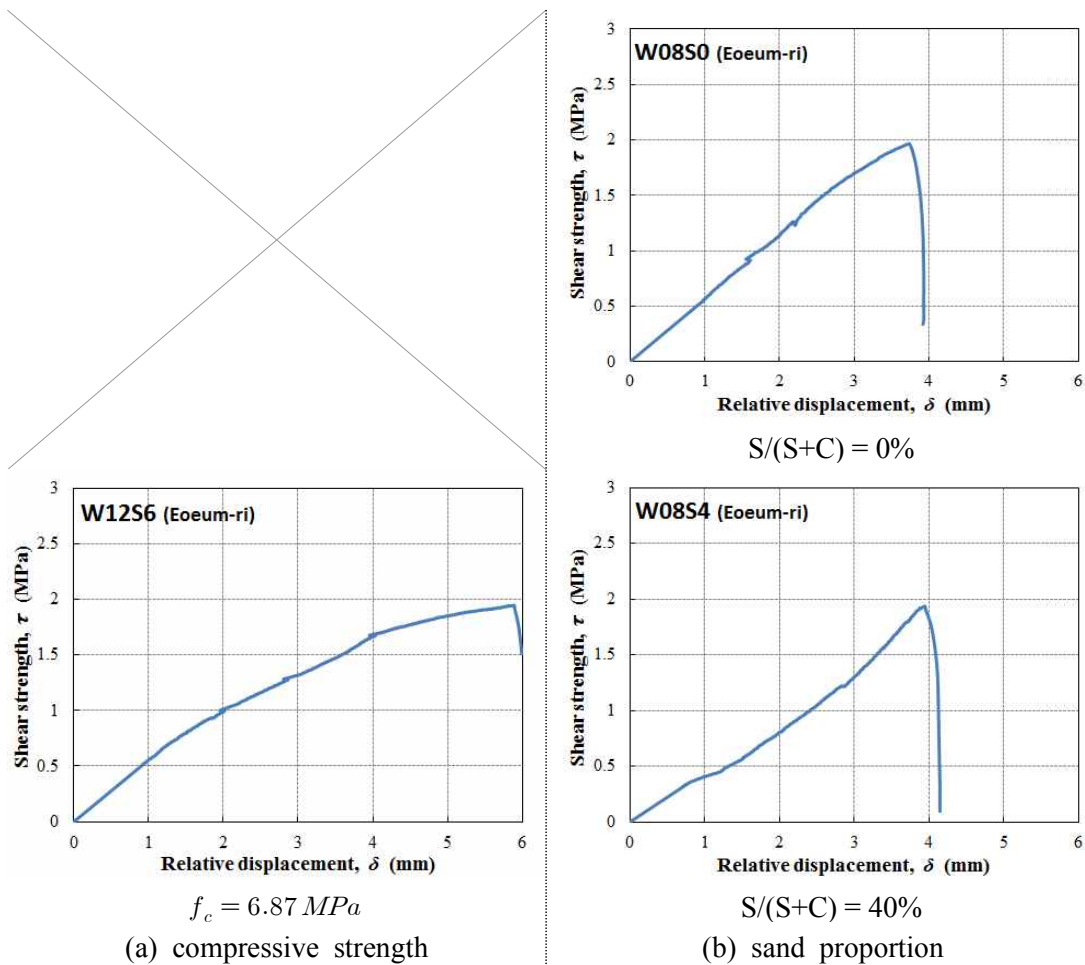 W08S0 (Eoeum-ri)
Shear strength, τ (MPa)
3
2.5
2
1.5
1
0.5
0
0 1 2 3 4 5 6
Relative displacement, δ (mm)
S/(S+C) = 0%
W12S6 (Eoeum-ri)
Shear strength, τ (MPa)
3
2.5
2
1.5
1
0.5
0
0 1 2 3 4 5 6
Relative displacement, δ (mm)
f_c = 6.87 MPa
(a) compressive strength
W08S4 (Eoeum-ri)
Shear strength, τ (MPa)
3
2.5
2
1.5
1
0.5
0
0 1 2 3 4 5 6
Relative displacement, δ (mm)
S/(S+C) = 40%
(b) sand proportion